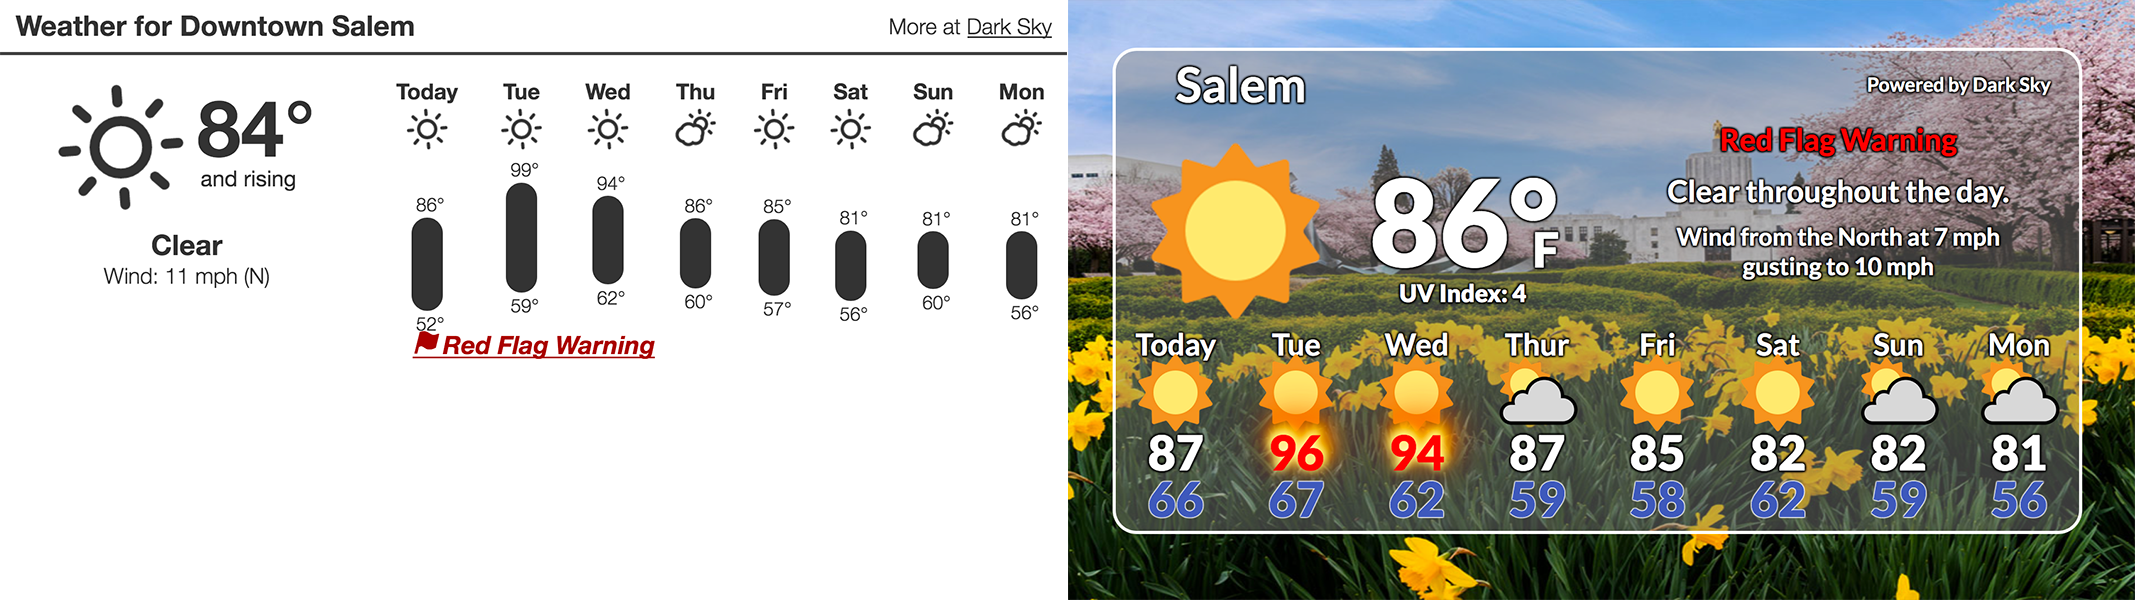 Weather for Downtown Salem
More at Dark Sky
84°
and rising
Clear
Wind: 11 mph (N)
Today Tue Wed Thu Fri Sat Sun Mon
86° 99° 94° 86° 85° 81° 81° 81°
52° 59° 62° 60° 57° 56° 60° 56°
Red Flag Warning
Salem
Powered by Dark Sky
86°F
UV Index: 4
Red Flag Warning
Clear throughout the day.
Wind from the North at 7 mph
gusting to 10 mph
Today Tue Wed Thur Fri Sat Sun Mon
87 96 94 87 85 82 82 81
66 67 62 59 58 62 59 56